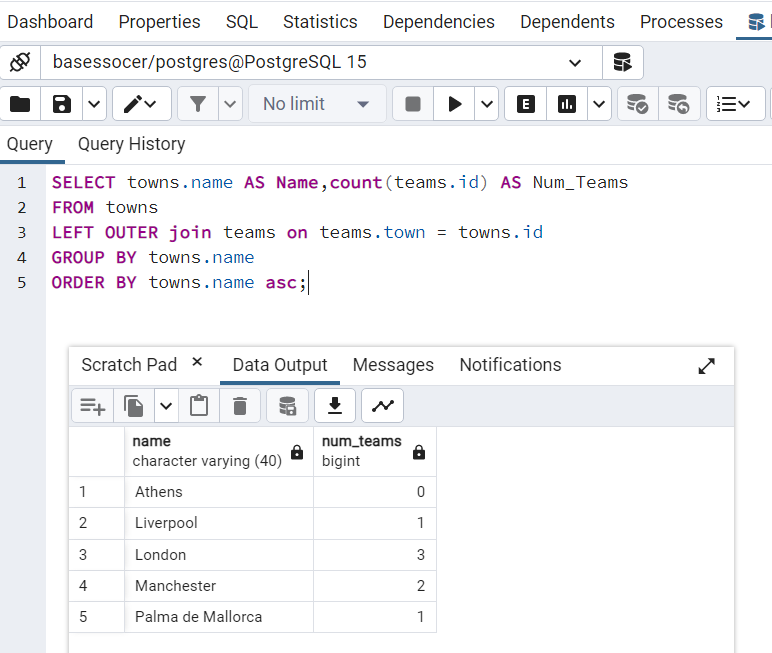 Dashboard Properties SQL Statistics Dependencies Dependents Processes
basessocer/postgres@PostgreSQL 15
No limit
E
Query Query History
1 SELECT towns.name AS Name,count(teams.id) AS Num_Teams
2 FROM towns
3 LEFT OUTER join teams on teams.town = towns.id
4 GROUP BY towns.name
5 ORDER BY towns.name asc;
Scratch Pad Data Output Messages Notifications
name num_teams
character varying (40) bigint
1 Athens 0
2 Liverpool 1
3 London 3
4 Manchester 2
5 Palma de Mallorca 1